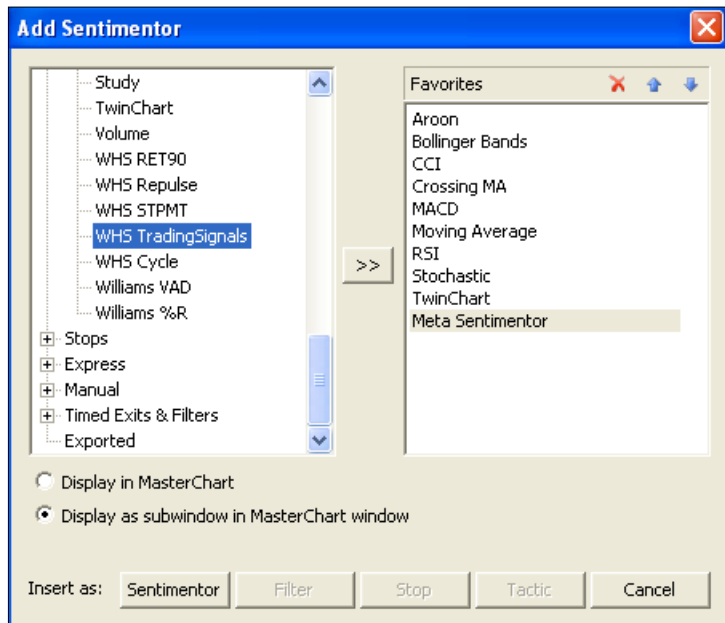 Add Sentimentor
Study
TwinChart
Volume
WHS RET90
WHS Repulse
WHS STPMT
WHS TradingSignals
WHS Cycle
Williams VAD
Williams %R
Stops
Express
Manual
Timed Exits & Filters
Exported
>>
Favorites
Aroon
Bollinger Bands
CCI
Crossing MA
MACD
Moving Average
RSI
Stochastic
TwinChart
Meta Sentimentor
Display in MasterChart
Display as subwindow in MasterChart window
Insert as: Sentimentor Filter Stop Tactic Cancel